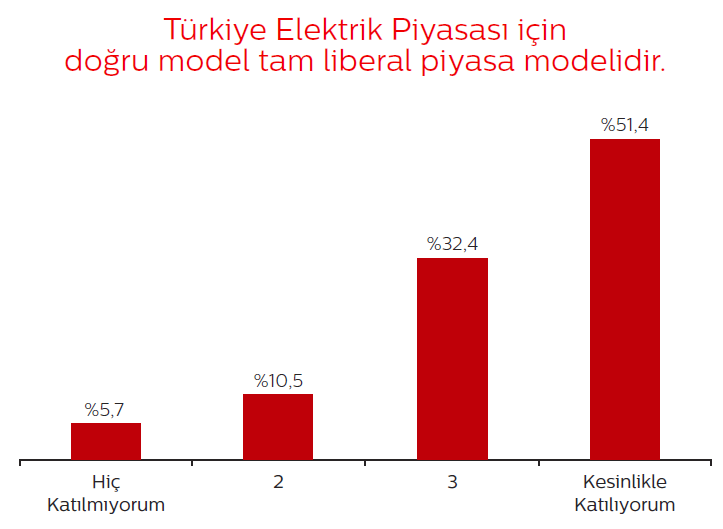 Türkiye Elektrik Piyasası için
doğru model tam liberal piyasa modelidir.
%51,4
%32,4
%10,5
%5,7
Hiç
Katılmıyorum
2
3
Kesinlikle
Katılıyorum